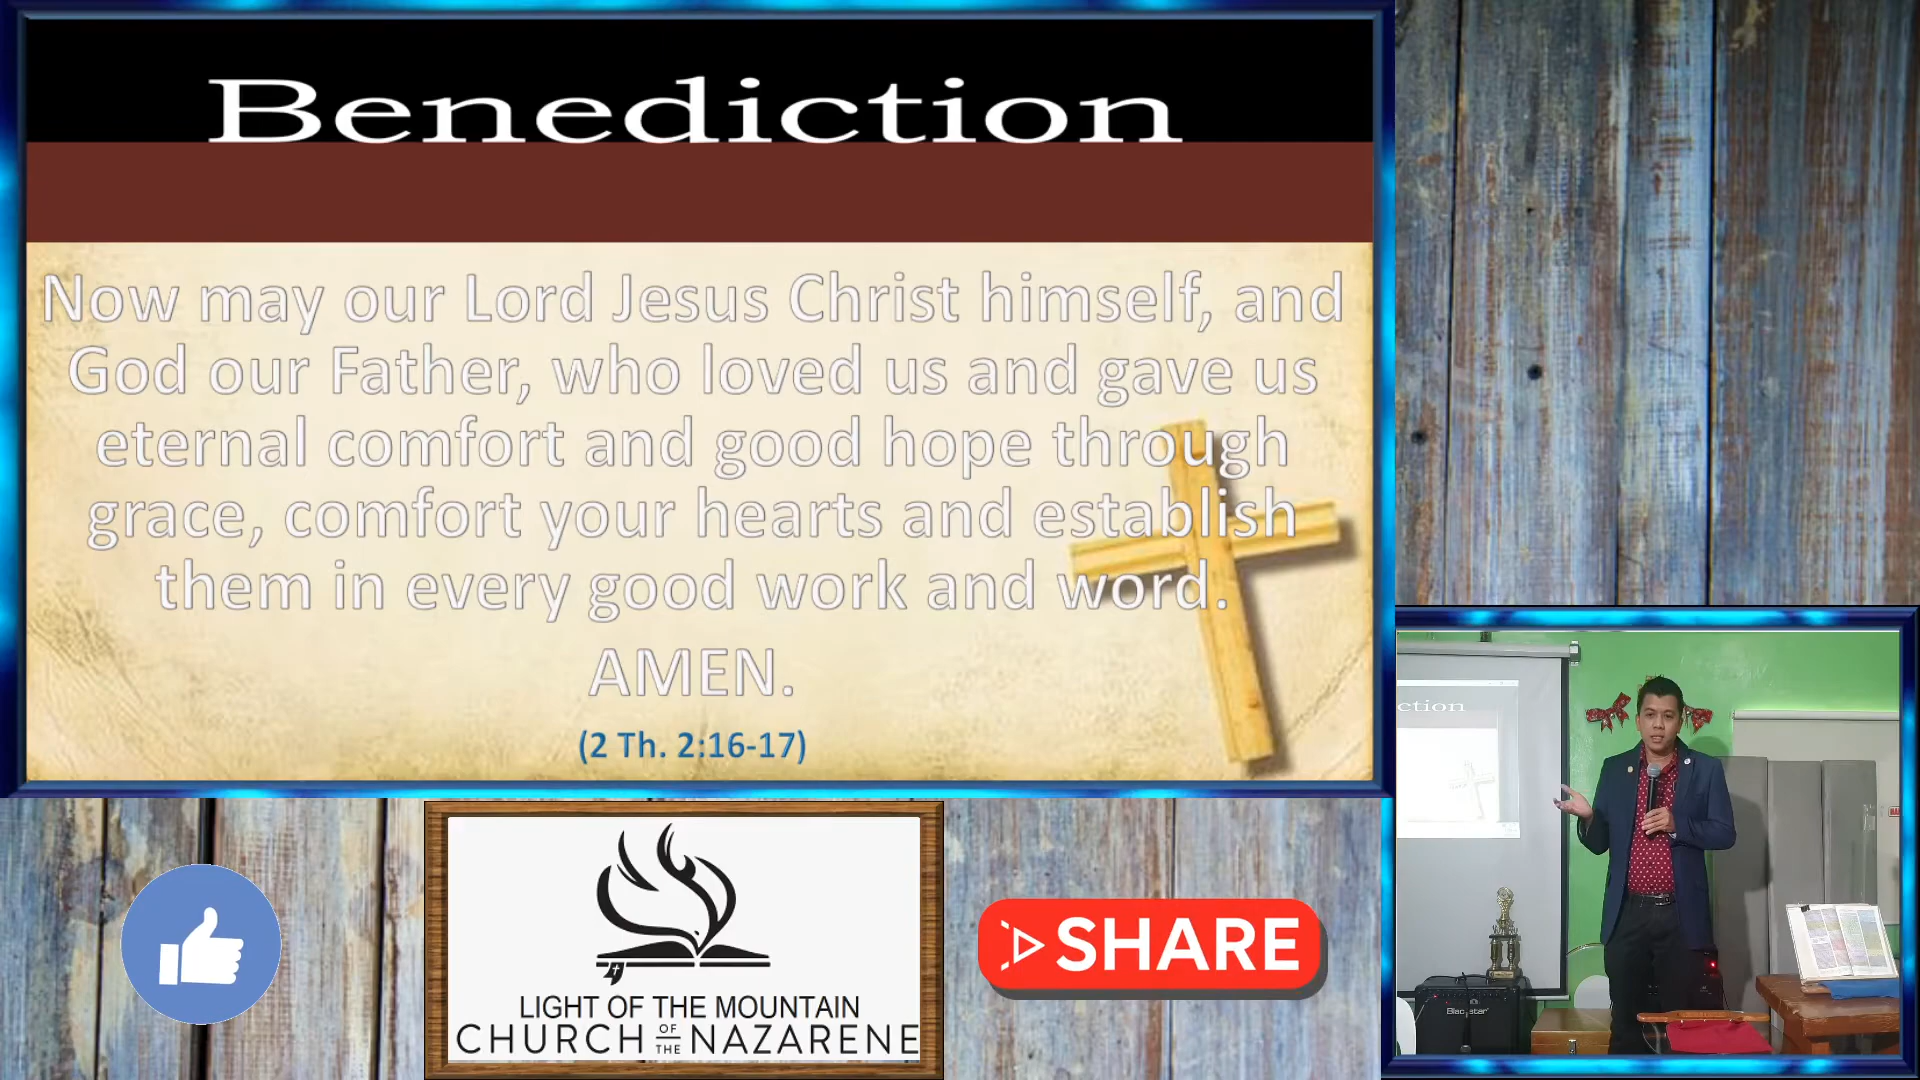 Benediction
Now may our Lord Jesus Christ himself, and
God our Father, who loved us and gave us
eternal comfort and good hope through
grace, comfort your hearts and establish
them in every good work and word.
AMEN.
(2 Th. 2:16-17)
ction
Blackstar
LIGHT OF THE MOUNTAIN
CHURCH OF THE NAZARENE
SHARE